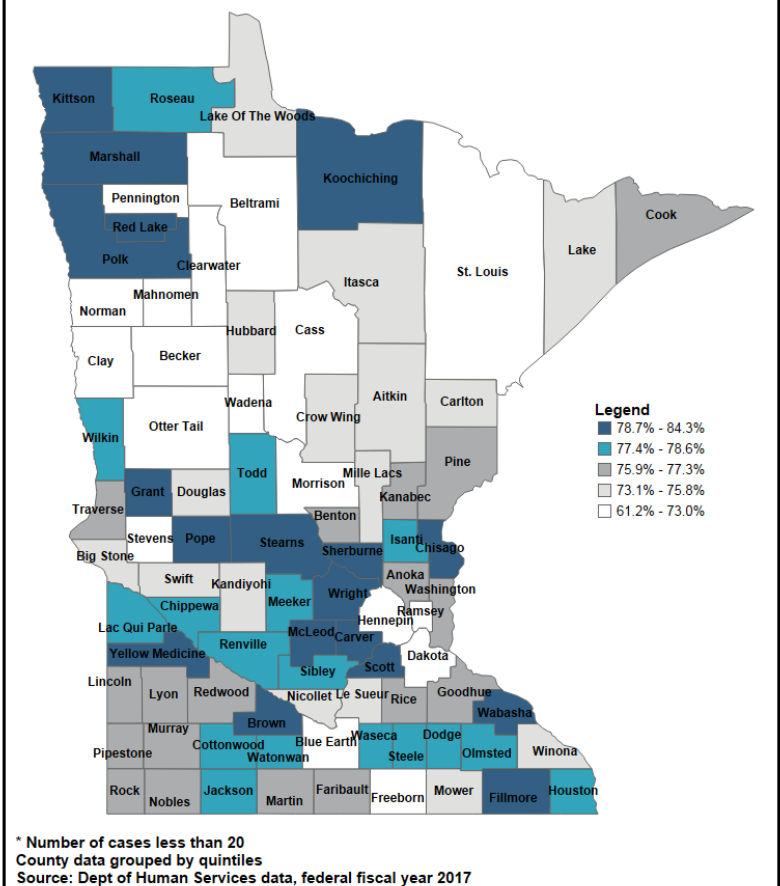 Kittson
Roseau
Lake Of The Woods
Marshall
Koochiching
Pennington
Beltrami
Cook
Red Lake
Lake
Polk
Clearwater
St. Louis
Itasca
Mahnomen
Norman
Hubbard
Cass
Clay
Becker
Aitkin
Carlton
Wadena
Crow Wing
Otter Tail
Wilkin
Legend
78.7% - 84.3%
77.4% - 78.6%
75.9% - 77.3%
73.1% - 75.8%
61.2% - 73.0%
Pine
Todd
Mille Lacs
Morrison
Grant
Douglas
Kanabec
Traverse
Benton
Stevens
Pope
Stearns
Isanti
Chisago
Sherburne
Big Stone
Swift
Kandiyohi
Anoka
Washington
Wright
Meeker
Chippewa
Ramsey
Hennepin
Lac Qui Parle
McLeod
Carver
Renville
Yellow Medicine
Dakota
Scott
Sibley
Lincoln
Lyon
Redwood
Nicollet
Le Sueur
Rice
Goodhue
Wabasha
Brown
Murray
Blue Earth
Waseca
Dodge
Pipestone
Cottonwood
Watonwan
Steele
Olmsted
Winona
Rock
Nobles
Jackson
Martin
Faribault
Freeborn
Mower
Fillmore
Houston
* Number of cases less than 20
County data grouped by quintiles
Source: Dept of Human Services data, federal fiscal year 2017